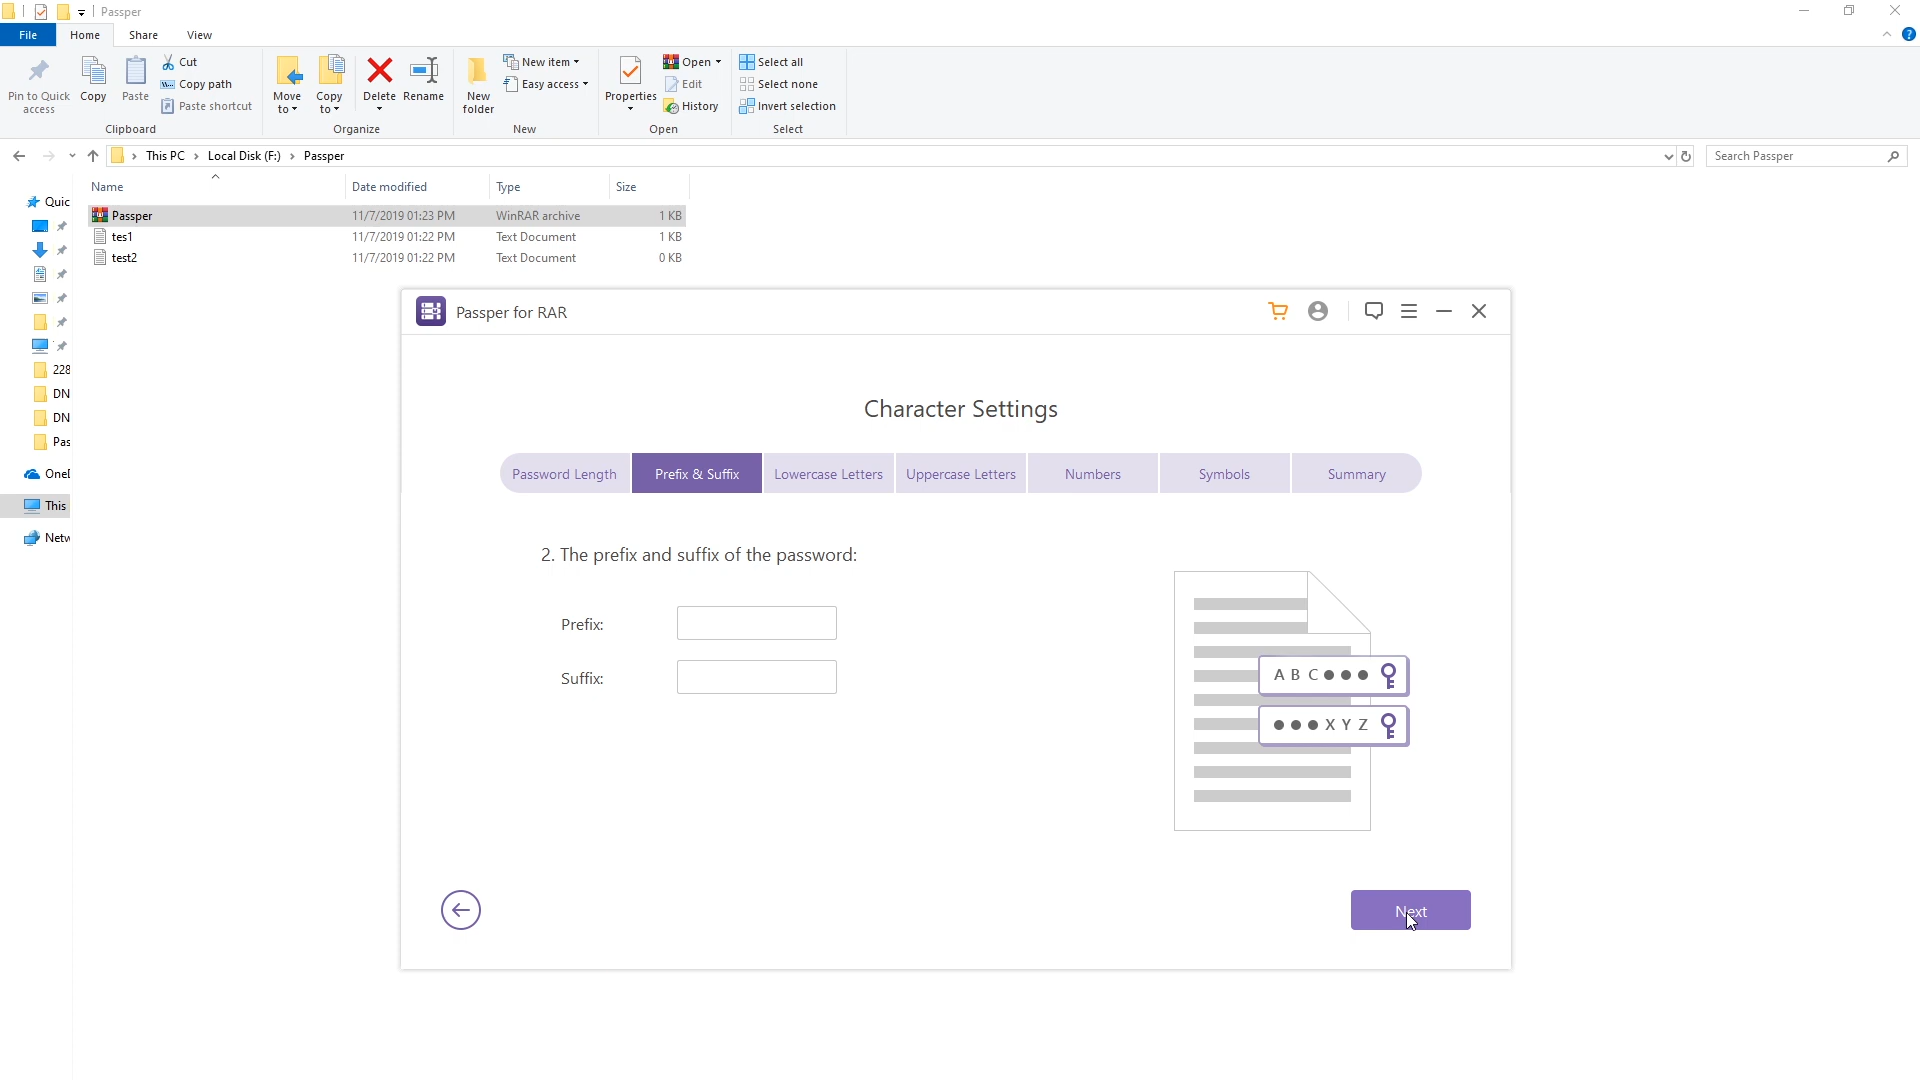 Passper
File Home Share View
Pin to Quick access
Copy
Paste
Cut
Copy path
Paste shortcut
Clipboard
Move to
Copy to
Delete
Rename
Organize
New folder
New item
Easy access
New
Properties
Open
Edit
History
Open
Select all
Select none
Invert selection
Select
This PC > Local Disk (F:) > Passper
Search Passper
Name Date modified Type Size
Passper 11/7/2019 01:23 PM WinRAR archive 1 KB
tes1 11/7/2019 01:22 PM Text Document 1 KB
test2 11/7/2019 01:22 PM Text Document 0 KB
Quic
228
DN
DN
Pas
OneD
This
Netw
Passper for RAR
Character Settings
Password Length Prefix & Suffix Lowercase Letters Uppercase Letters Numbers Symbols Summary
2. The prefix and suffix of the password:
Prefix:
Suffix:
A B C●●●
●●●X Y Z
Next